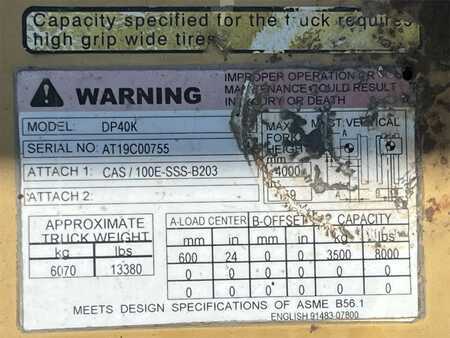 Capacity specified for the truck requires
high grip wide tires
WARNING
IMPROPER OPERATION OR
MAINTENANCE COULD RESULT
IN INJURY OR DEATH
MODEL: DP40K
SERIAL NO: AT19C00755
ATTACH 1: CAS / 100E-SSS-B203
ATTACH 2:
MAX
FORK
HEIGHT
mm
4000
MAST: VERTICAL
A
APPROXIMATE
TRUCK WEIGHT
kg lbs
6070 13380
A-LOAD CENTER B-OFFSET CAPACITY
mm in mm in kg lbs
600 24 0 0 3500 8000
0 0 0 0 0 0
0 0 0 0 0 0
MEETS DESIGN SPECIFICATIONS OF ASME B56.1
ENGLISH 91483-07800